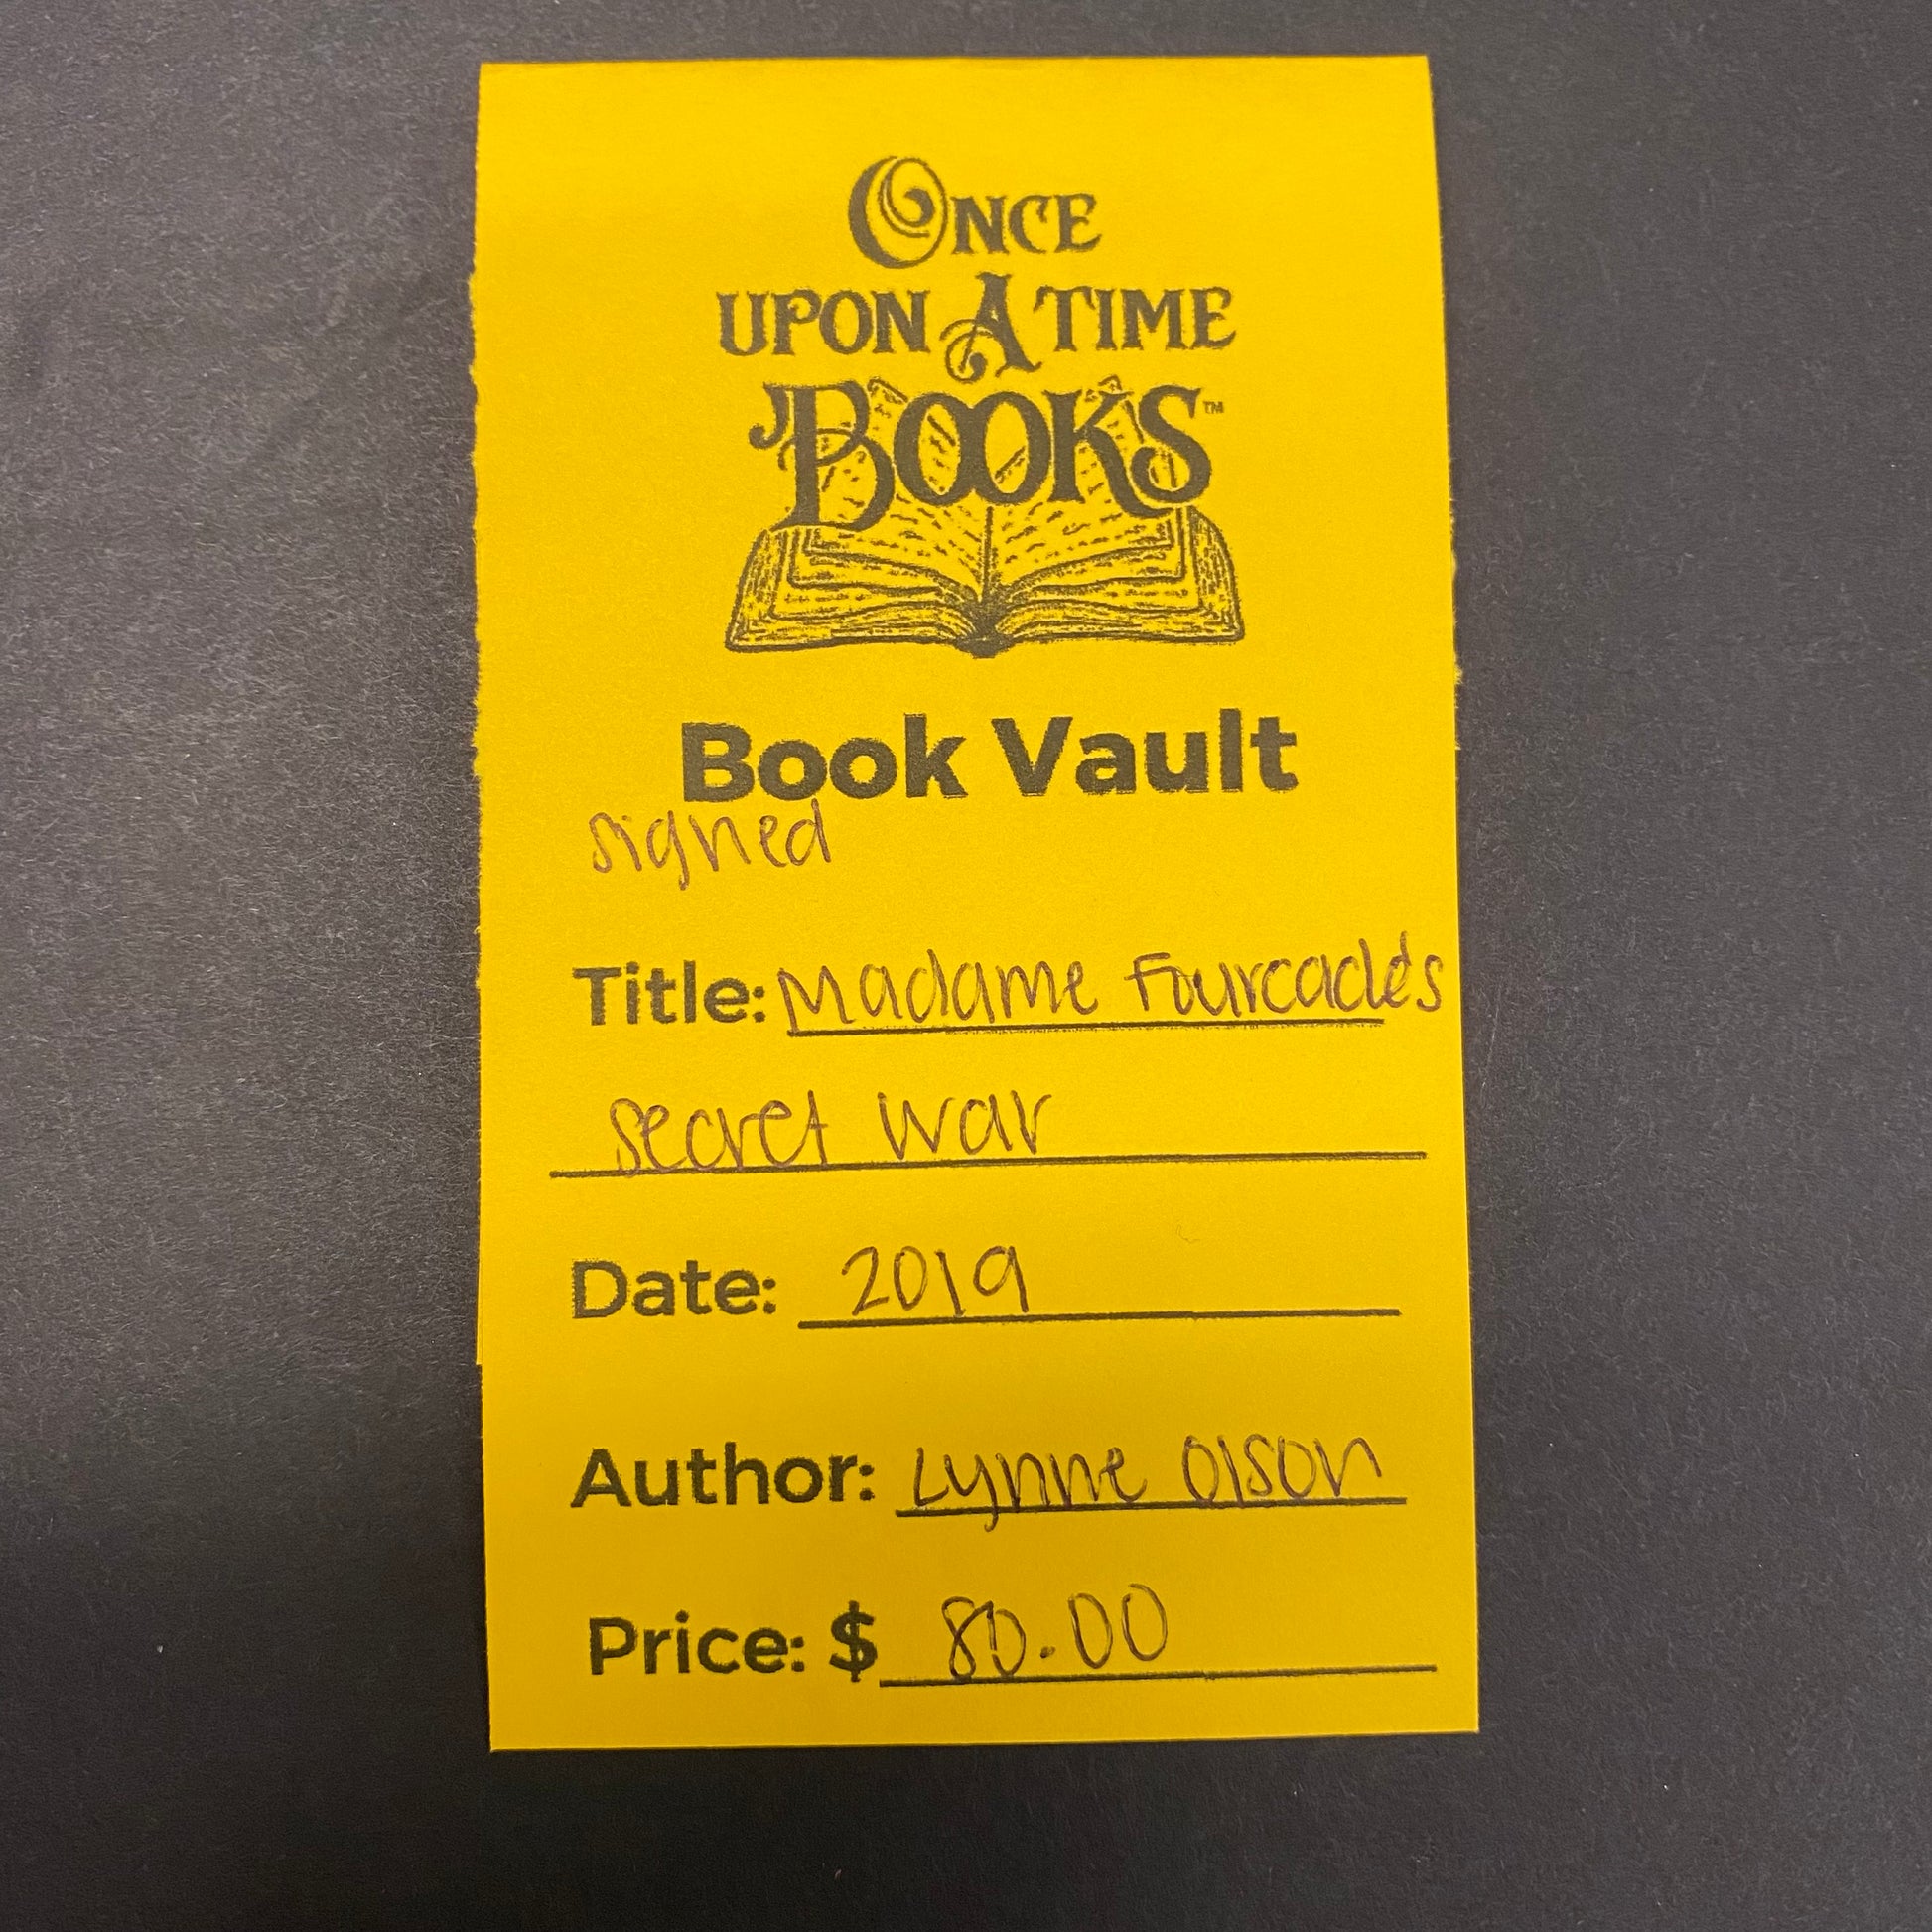 ONCE
UPON A TIME
BOOKS™
Book Vault
signed
Title: Madame Fourcade's
secret war
Date: 2019
Author: Lynne Olson
Price: $ 80.00